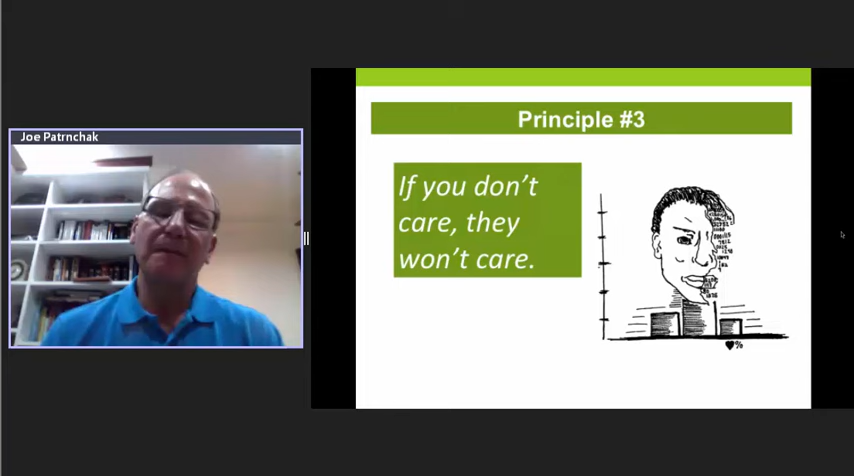 Joe Patrnchak
Principle #3
If you don't
care, they
won't care.
♥%